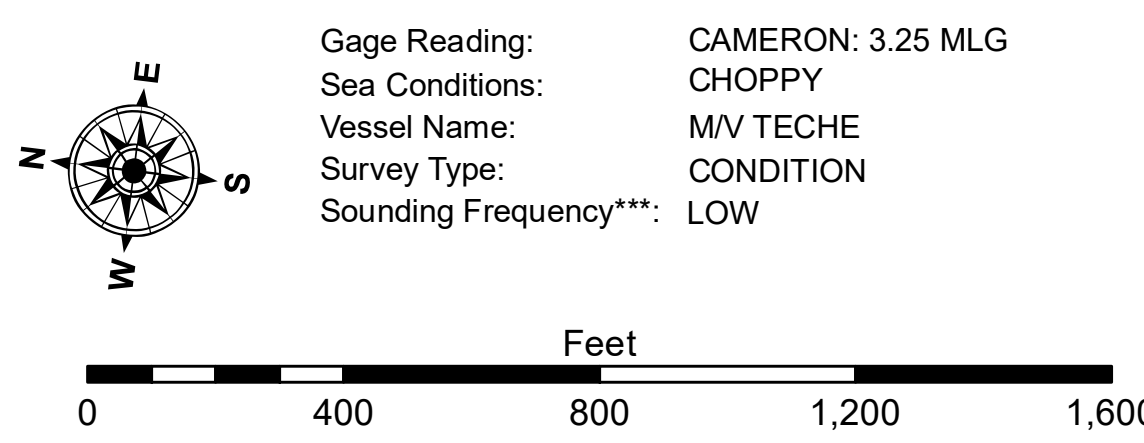 Gage Reading: CAMERON: 3.25 MLG
Sea Conditions: CHOPPY
Vessel Name: M/V TECHE
Survey Type: CONDITION
Sounding Frequency***: LOW
E
N
S
W
Feet
0 400 800 1,200 1,600